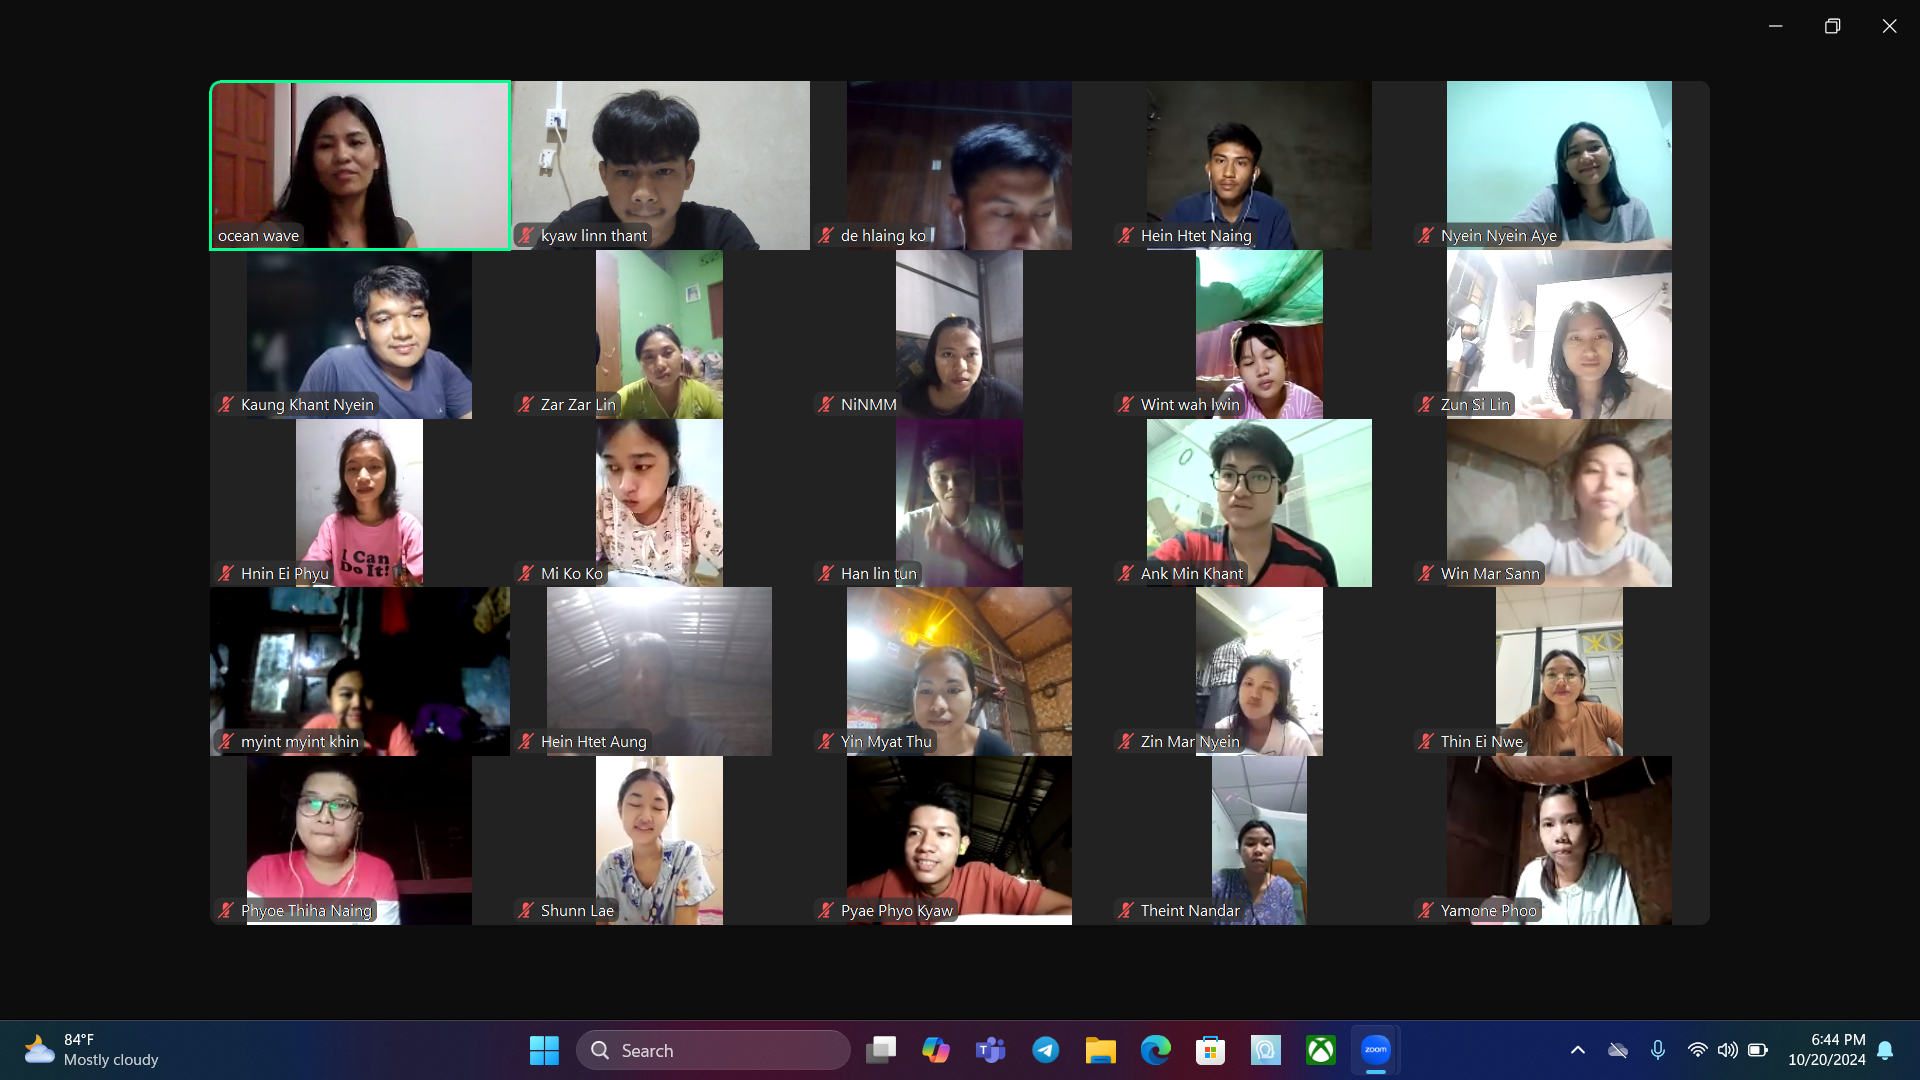 ocean wave
kyaw linn thant
de hlaing ko
Hein Htet Naing
Nyein Nyein Aye
Kaung Khant Nyein
Zar Zar Lin
NiNMM
Wint wah lwin
Zun Si Lin
I Can
Do It!
Hnin Ei Phyu
Mi Ko Ko
Han lin tun
Ank Min Khant
Win Mar Sann
myint myint khin
Hein Htet Aung
Yin Myat Thu
Zin Mar Nyein
Thin Ei Nwe
Phyoe Thiha Naing
Shunn Lae
Pyae Phyo Kyaw
Theint Nandar
Yamone Phoo
84°F
Mostly cloudy
Search
zoom
6:44 PM
10/20/2024